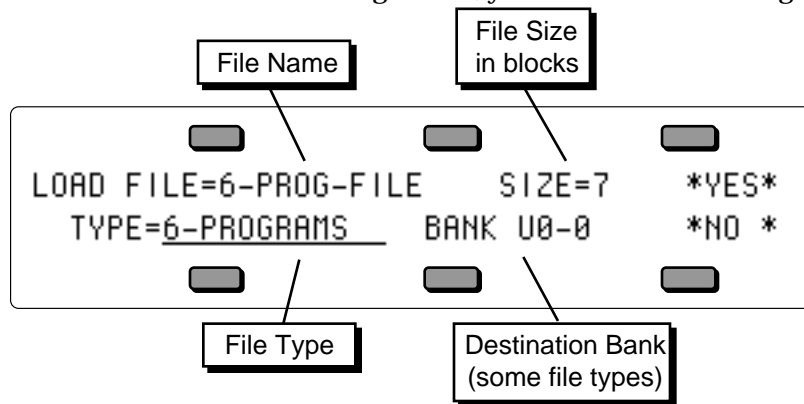 File Size
in blocks
File Name
LOAD FILE=6-PROG-FILE SIZE=7 *YES*
TYPE=6-PROGRAMS BANK U0-0 *NO *
File Type
Destination Bank
(some file types)